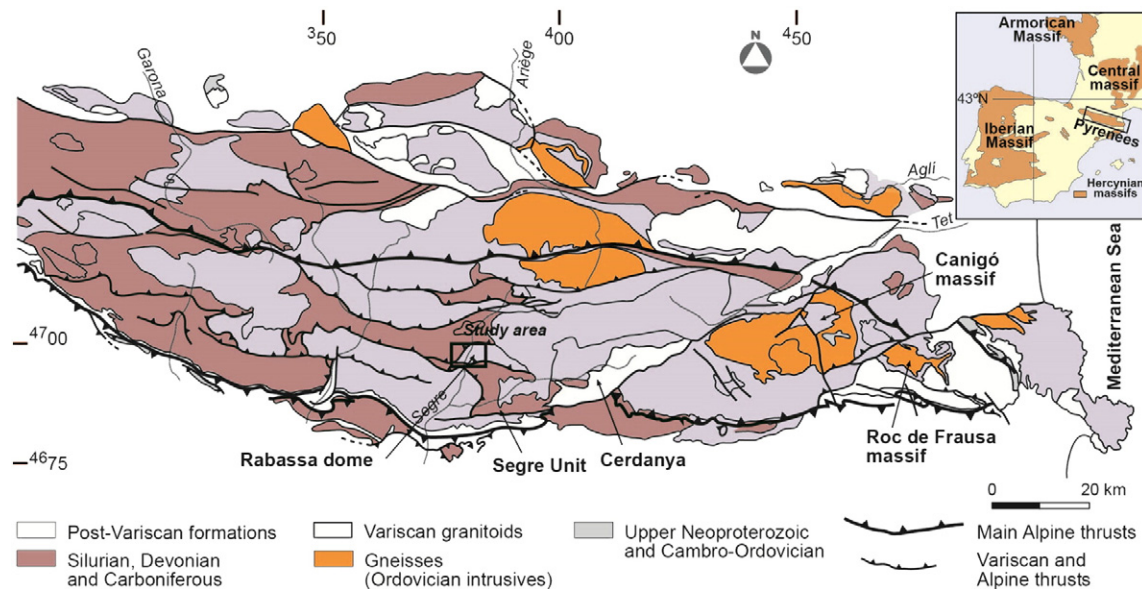 350
400
450
N
Garona
Ariège
Agli
Tet
Armorican
Massif
Central
massif
43ºN
Iberian
Massif
Pyrenees
Hercynian
massifs
Canigó
massif
Mediterranean Sea
4700
Study area
Segre
4675
Rabassa dome
Segre Unit
Cerdanya
Roc de Frausa
massif
0 20 km
Post-Variscan formations
Variscan granitoids
Upper Neoproterozoic
and Cambro-Ordovician
Main Alpine thrusts
Silurian, Devonian
and Carboniferous
Gneisses
(Ordovician intrusives)
Variscan and
Alpine thrusts